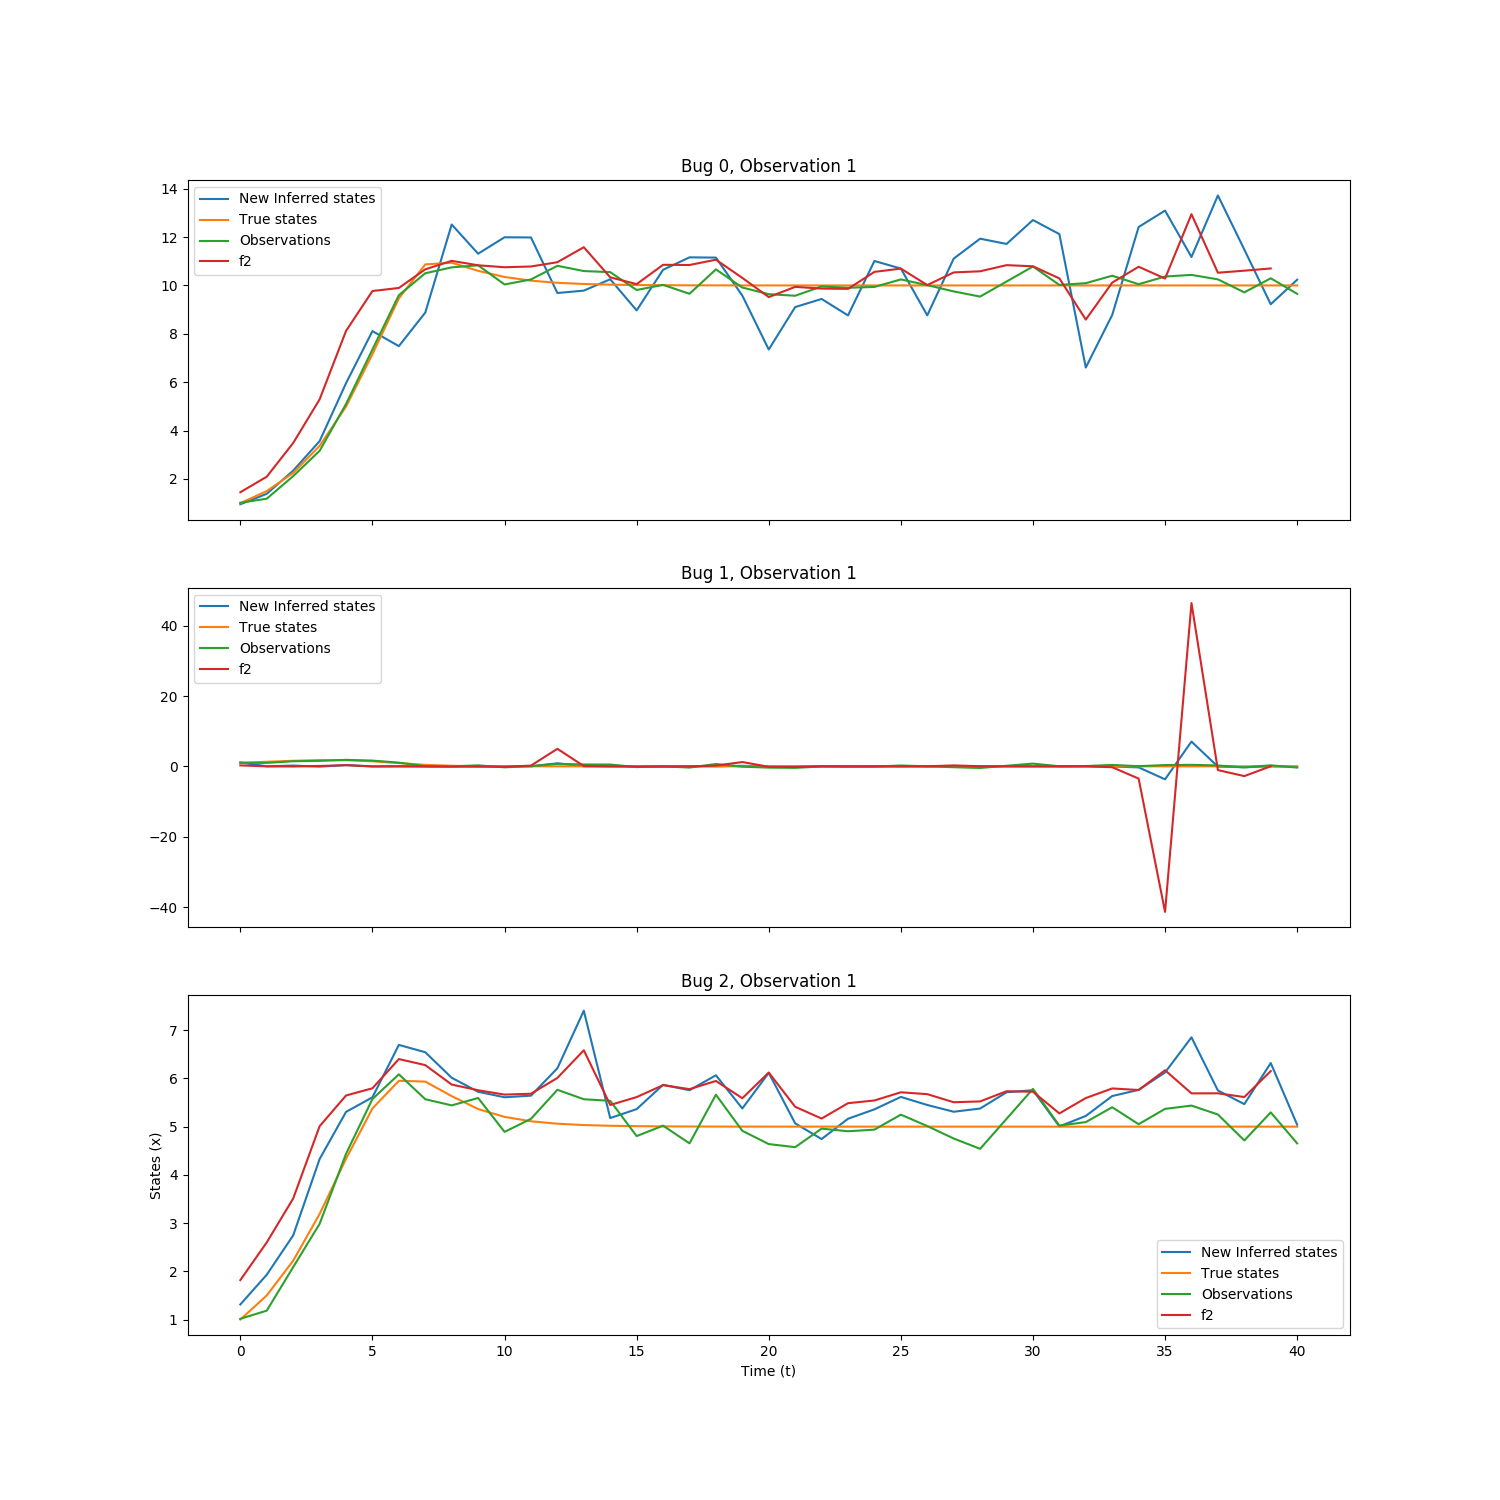 Bug 0, Observation 1
14
12
10
8
6
4
2
New Inferred states
True states
Observations
f2
Bug 1, Observation 1
40
20
0
−20
−40
New Inferred states
True states
Observations
f2
Bug 2, Observation 1
7
6
5
4
3
2
1
States (x)
New Inferred states
True states
Observations
f2
0 5 10 15 20 25 30 35 40
Time (t)